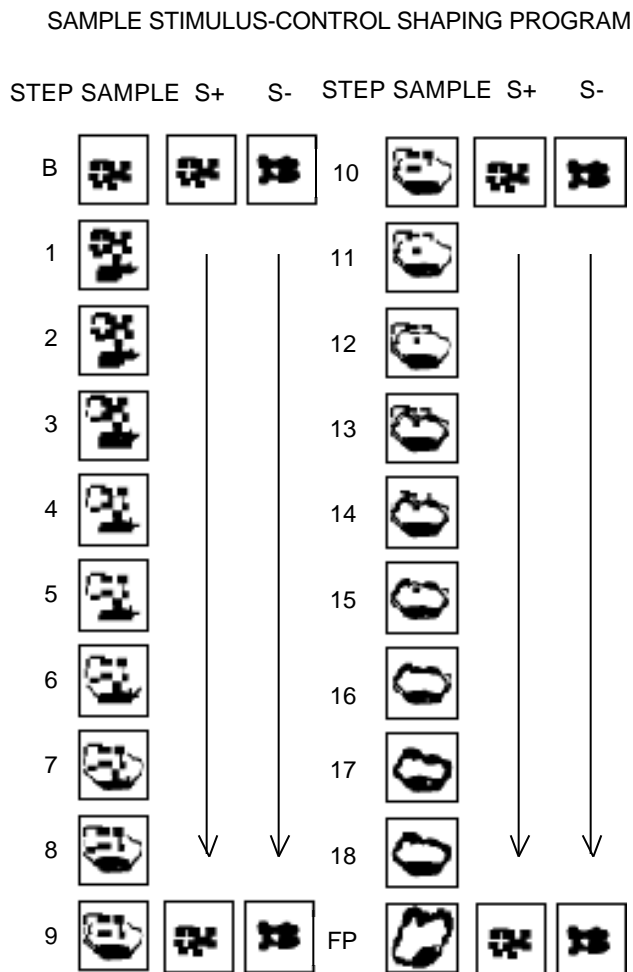 SAMPLE STIMULUS-CONTROL SHAPING PROGRAM
STEP SAMPLE S+ S- STEP SAMPLE S+ S-
B 10
1 11
2 12
3 13
4 14
5 15
6 16
7 17
8 18
9 FP